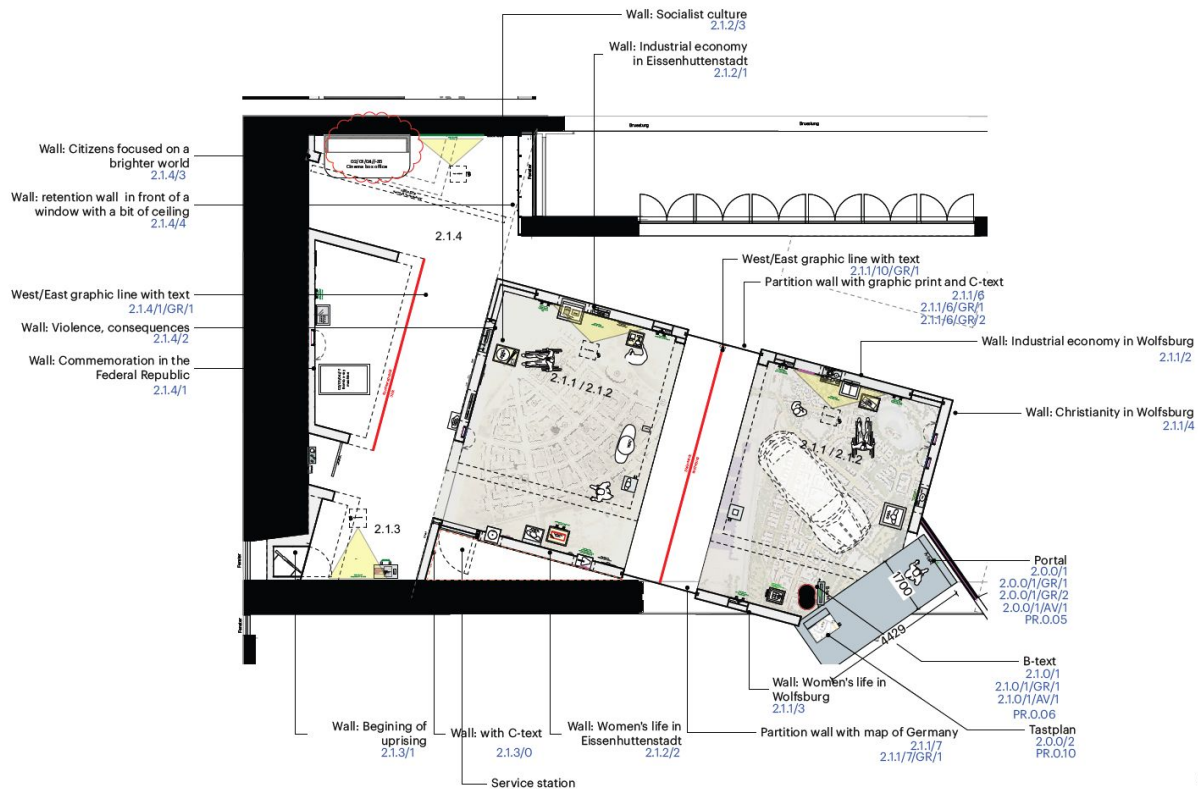 Wall: Socialist culture
2.1.2/3
Wall: Industrial economy
in Eissenhuttenstadt
2.1.2/1
Bruestung
Bruestung
Wall: Citizens focused on a
brighter world
2.1.4/3
Wall: retention wall in front of a
window with a bit of ceiling
2.1.4/4
Fenster
2.1.4
West/East graphic line with text
2.1.1/10/GR/1
Partition wall with graphic print and C-text
2.1.1/6
2.1.1/6/GR/1
2.1.1/6/GR/2
West/East graphic line with text
2.1.4/1/GR/1
Wall: Violence, consequences
2.1.4/2
Wall: Commemoration in the
Federal Republic
2.1.4/1
Wall: Industrial economy in Wolfsburg
2.1.1/2
Wall: Christianity in Wolfsburg
2.1.1/4
2.1.1 / 2.1.2
2.1.1 / 2.1.2
2.1.3
Fenster
Fenster
Portal
2.0.0/1
2.0.0/1/GR/1
2.0.0/1/GR/2
2.0.0/1/AV/1
PR.0.05
1700
4429
B-text
2.1.0/1
2.1.0/1/GR/1
2.1.0/1/AV/1
PR.0.06
Tastplan
2.0.0/2
PR.0.10
Wall: Women's life in
Wolfsburg
2.1.1/3
Wall: Begining of
uprising
2.1.3/1
Wall: with C-text
2.1.3/0
Wall: Women's life in
Eissenhuttenstadt
2.1.2/2
Partition wall with map of Germany
2.1.1/7
2.1.1/7/GR/1
Service station